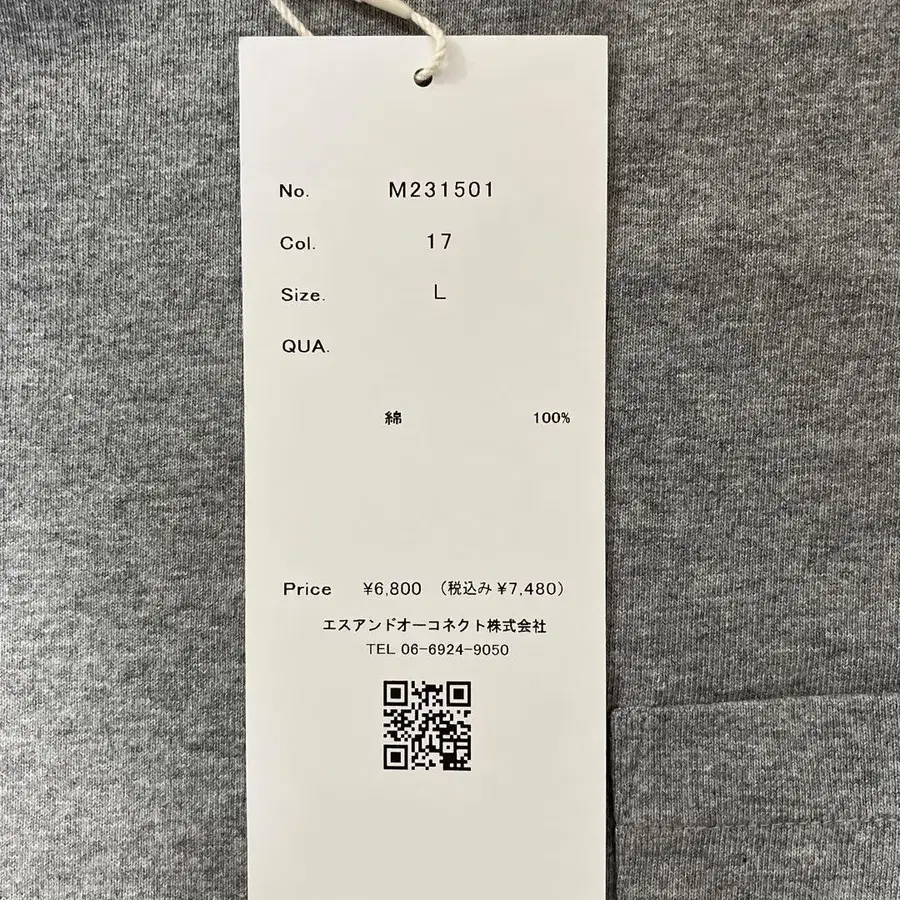 No. M231501
Col. 17
Size. L
QUA.
綿 100%
Price ¥6,800 (税込み ¥7,480)
エスアンドオーコネクト株式会社
TEL 06-6924-9050